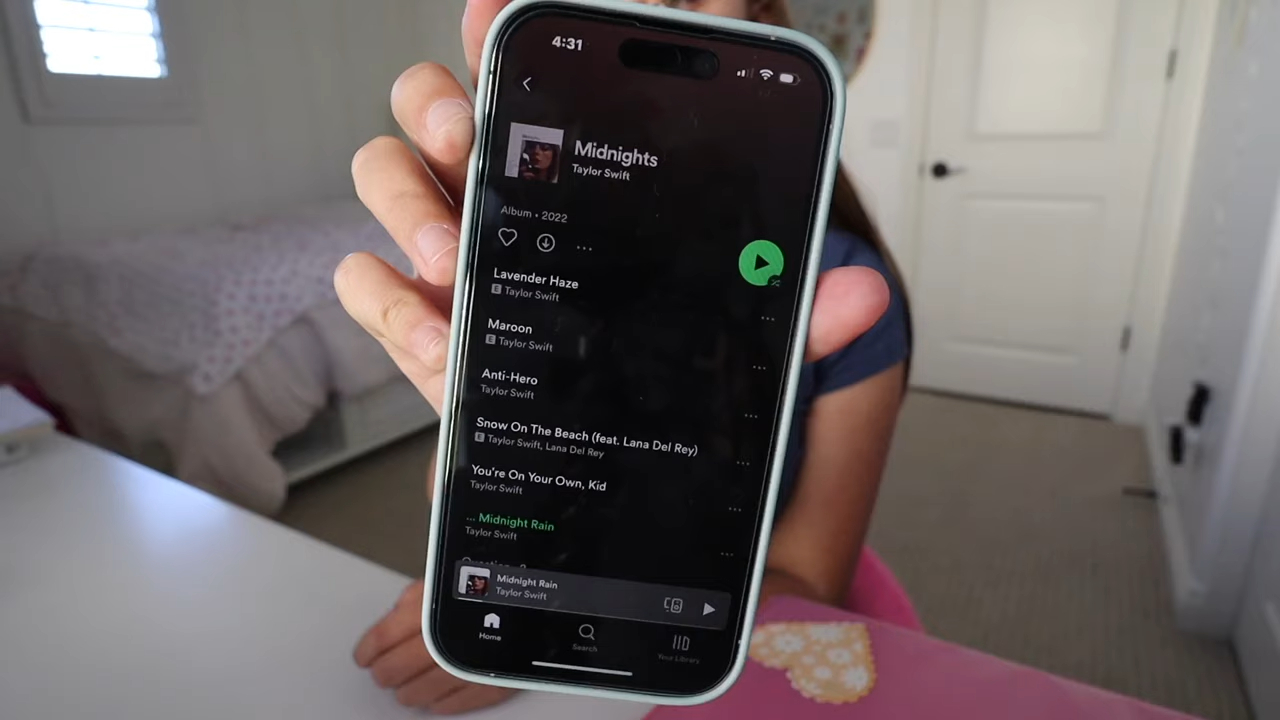 4:31
Midnights
Taylor Swift
Album • 2022
Lavender Haze
E Taylor Swift
Maroon
E Taylor Swift
Anti-Hero
Taylor Swift
Snow On The Beach (feat. Lana Del Rey)
E Taylor Swift, Lana Del Rey
You're On Your Own, Kid
Taylor Swift
... Midnight Rain
Taylor Swift
Midnight Rain
Taylor Swift
Home
Search
Your Library